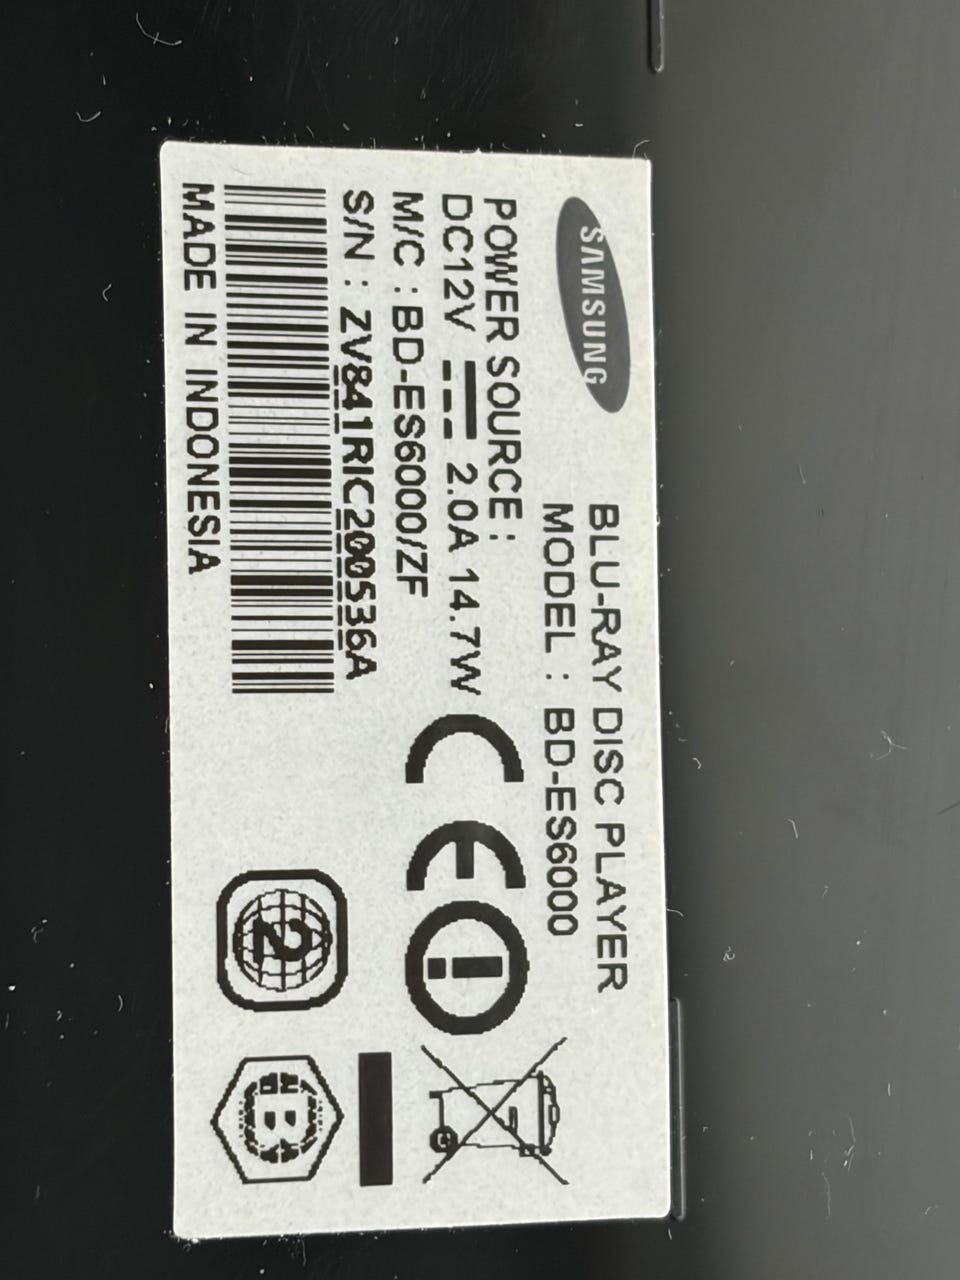 SAMSUNG
BLU-RAY DISC PLAYER
MODEL : BD-ES6000
POWER SOURCE :
DC12V ⎓ 2.0A 14.7W
M/C : BD-ES6000/ZF
S/N : ZV841RIC200536A
MADE IN INDONESIA
CE
2
B